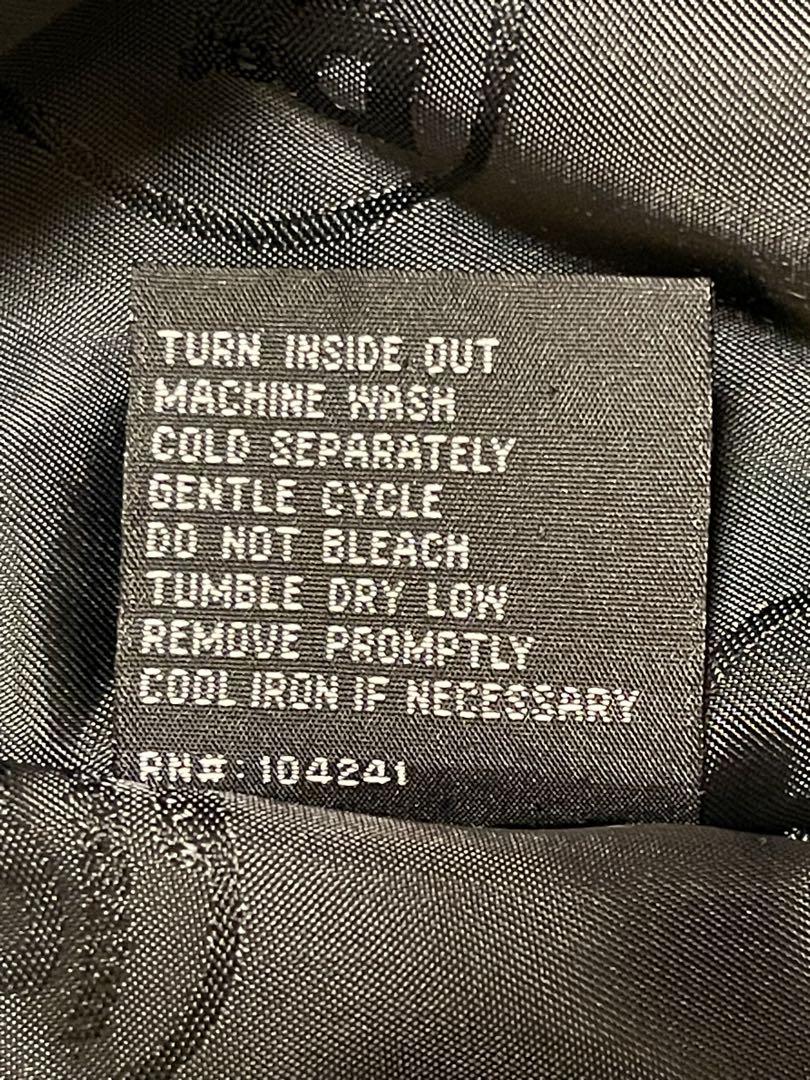 TURN INSIDE OUT
MACHINE WASH
COLD SEPARATELY
GENTLE CYCLE
DO NOT BLEACH
TUMBLE DRY LOW
REMOVE PROMPTLY
COOL IRON IF NECESSARY
RN#: 104241